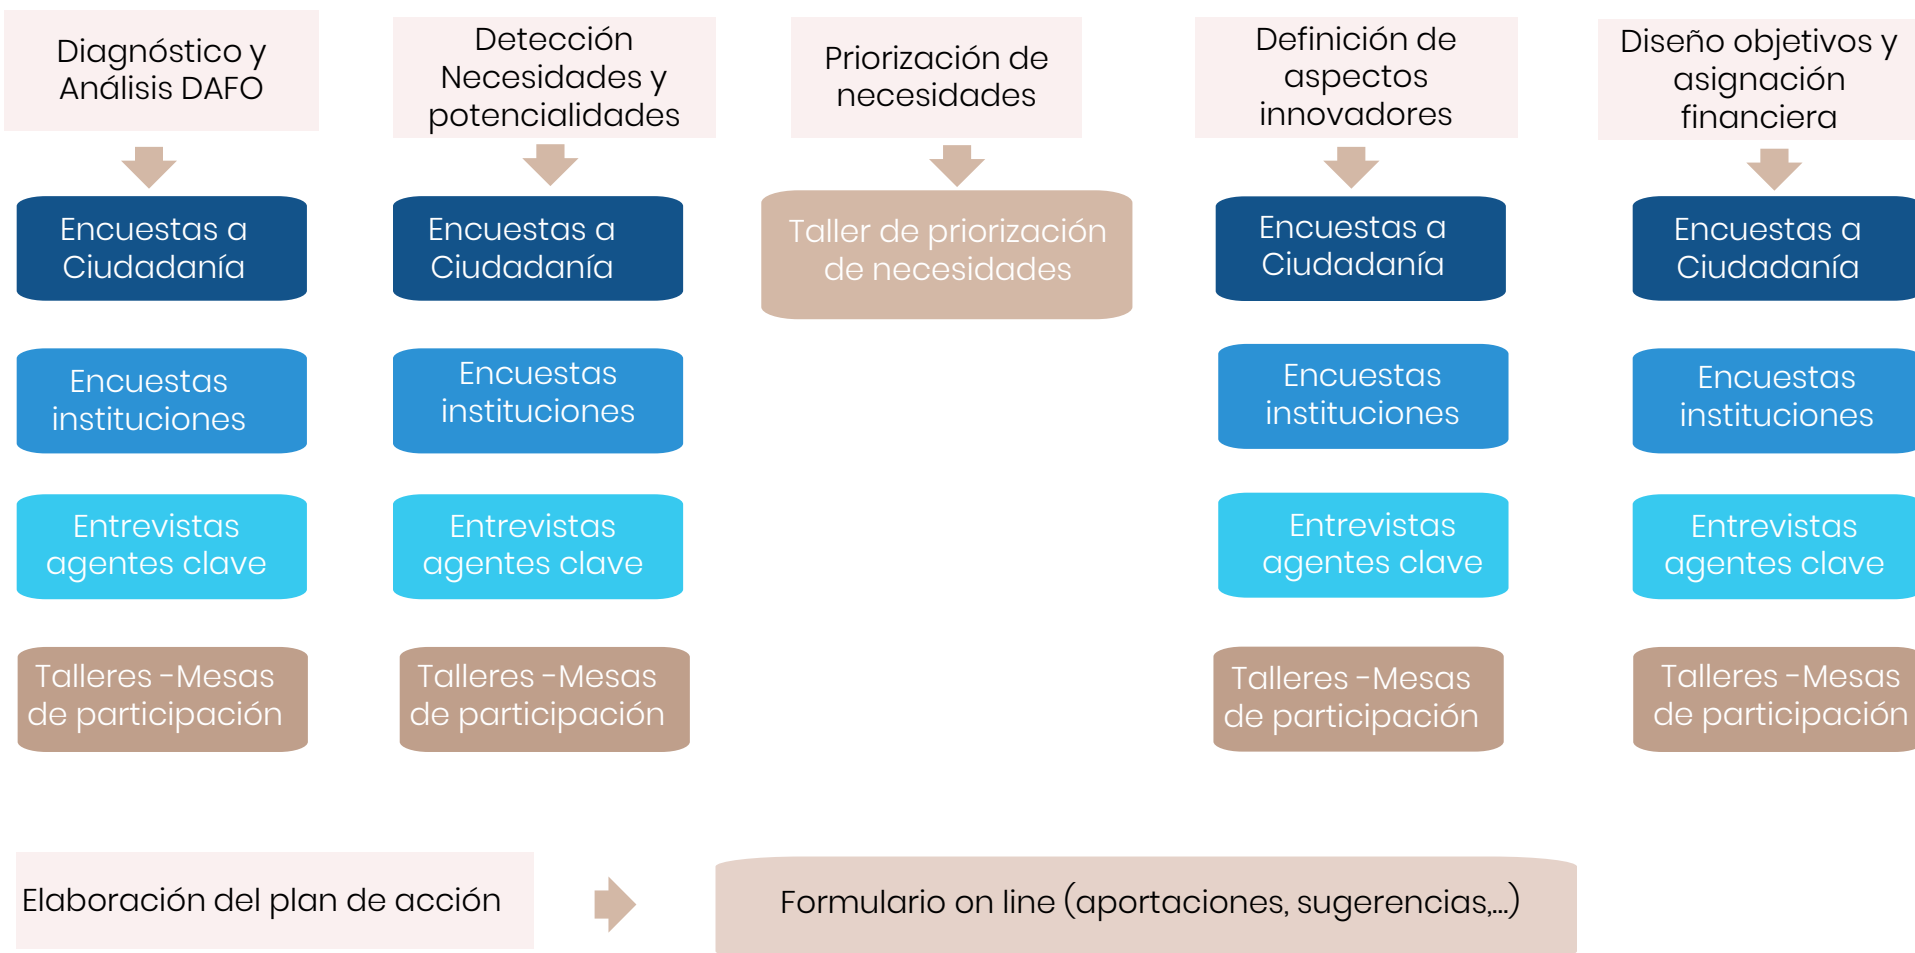 Diagnóstico y
Análisis DAFO
Detección
Necesidades y
potencialidades
Priorización de
necesidades
Definición de
aspectos
innovadores
Diseño objetivos y
asignación
financiera
Encuestas a
Ciudadanía
Encuestas a
Ciudadanía
Taller de priorización
de necesidades
Encuestas a
Ciudadanía
Encuestas a
Ciudadanía
Encuestas
instituciones
Encuestas
instituciones
Encuestas
instituciones
Encuestas
instituciones
Entrevistas
agentes clave
Entrevistas
agentes clave
Entrevistas
agentes clave
Entrevistas
agentes clave
Talleres -Mesas
de participación
Talleres -Mesas
de participación
Talleres -Mesas
de participación
Talleres -Mesas
de participación
Elaboración del plan de acción
Formulario on line (aportaciones, sugerencias,...)